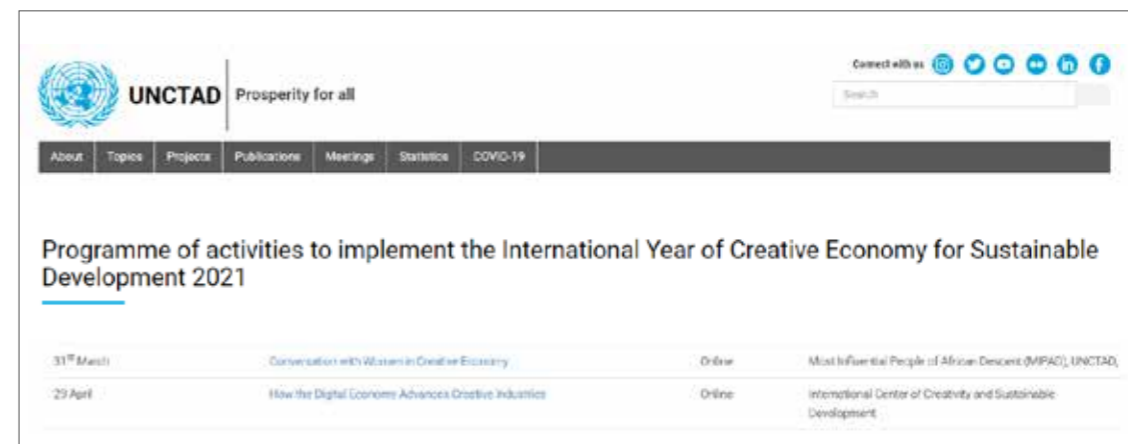 Connect with us
UNCTAD Prosperity for all
Search
About Topics Projects Publications Meetings Statistics COVID-19
Programme of activities to implement the International Year of Creative Economy for Sustainable
Development 2021
31ST March Conversation with Women in Creative Economy Online Most Influential People of African Descent (MIPAD), UNCTAD,
29 April How the Digital Economy Advances Creative Industries Online International Center of Creativity and Sustainable
Development